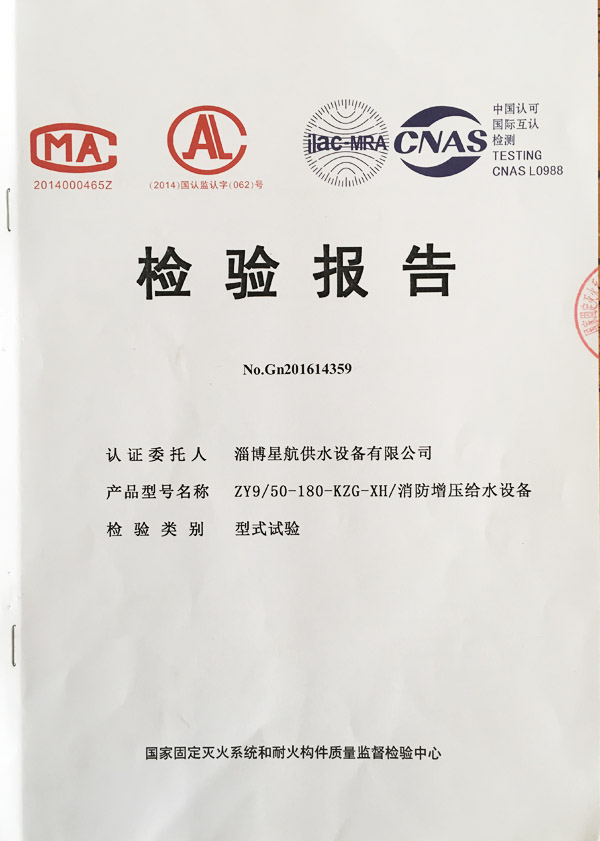 MA
2014000465Z
AL
(2014)国认监认字(062)号
ilac-MRA
CNAS
中国认可
国际互认
检测
TESTING
CNAS L0988
检验报告
No.Gn201614359
认证委托人 淄博星航供水设备有限公司
产品型号名称 ZY9/50-180-KZG-XH/消防增压给水设备
检验类别 型式试验
国家固定灭火系统和耐火构件质量监督检验中心